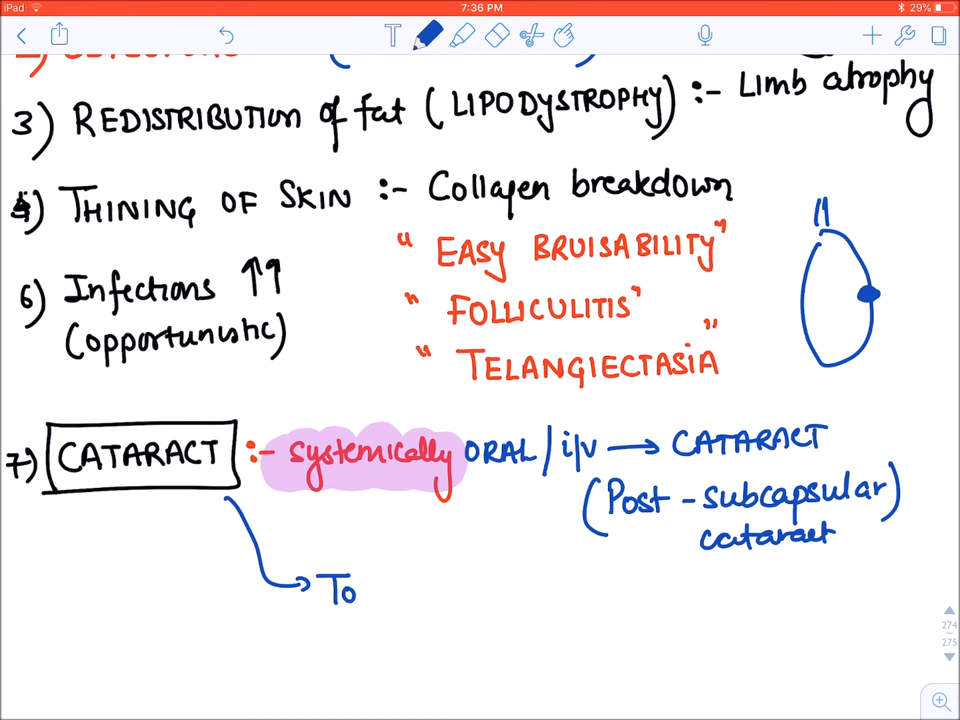 iPad 7:36 PM 29%
T
3) REDISTRIBUTION of fat (LIPODYSTROPHY) :- Limb atrophy
4) THINING OF SKIN :- Collagen breakdown
"EASY BRUISABILITY"
6) Infections ↑↑
(opportunistic)
"FOLLICULITIS"
"TELANGIECTASIA"
7) CATARACT :- systemically ORAL / i/v → CATARACT
(Post - subcapsular)
cataract
→ To
274
275